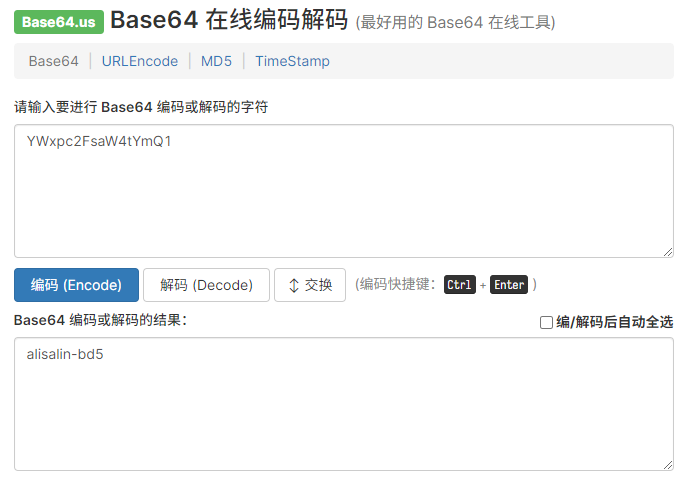 Base64.us Base64 在线编码解码 (最好用的 Base64 在线工具)
Base64 | URLEncode | MD5 | TimeStamp
请输入要进行 Base64 编码或解码的字符
YWxpc2FsaW4tYmQ1
编码 (Encode) 解码 (Decode) ↕ 交换 (编码快捷键： Ctrl + Enter )
Base64 编码或解码的结果： 编/解码后自动全选
alisalin-bd5